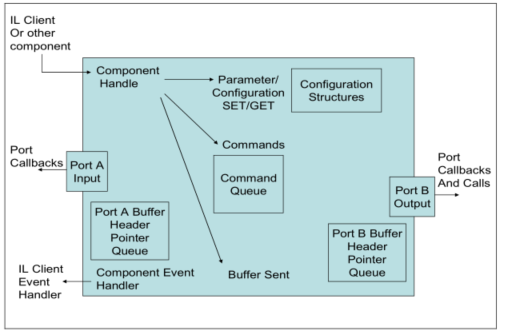 IL Client
Or other
component
Component
Handle
Parameter/
Configuration
SET/GET
Configuration
Structures
Commands
Command
Queue
Port
Callbacks
Port A
Input
Port
Callbacks
And Calls
Port B
Output
Port A Buffer
Header
Pointer
Queue
Port B Buffer
Header
Pointer
Queue
IL Client
Event
Handler
Component Event
Handler
Buffer Sent